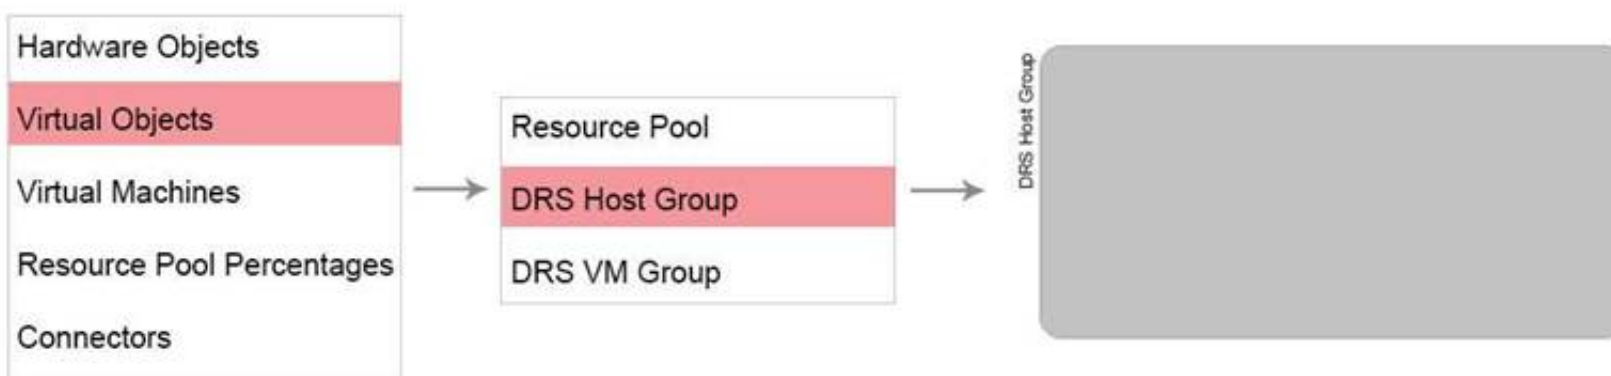 Hardware Objects
Virtual Objects
Virtual Machines
Resource Pool Percentages
Connectors
Resource Pool
DRS Host Group
DRS VM Group
DRS Host Group